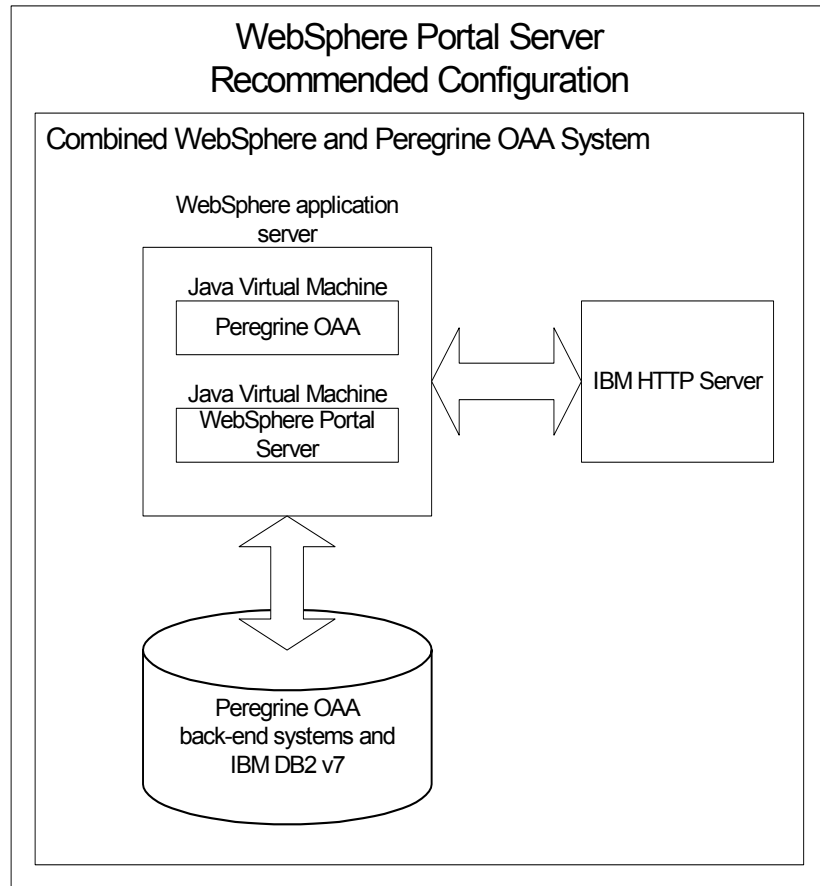 WebSphere Portal Server
Recommended Configuration
Combined WebSphere and Peregrine OAA System
WebSphere application
server
Java Virtual Machine
Peregrine OAA
Java Virtual Machine
WebSphere Portal
Server
IBM HTTP Server
Peregrine OAA
back-end systems and
IBM DB2 v7